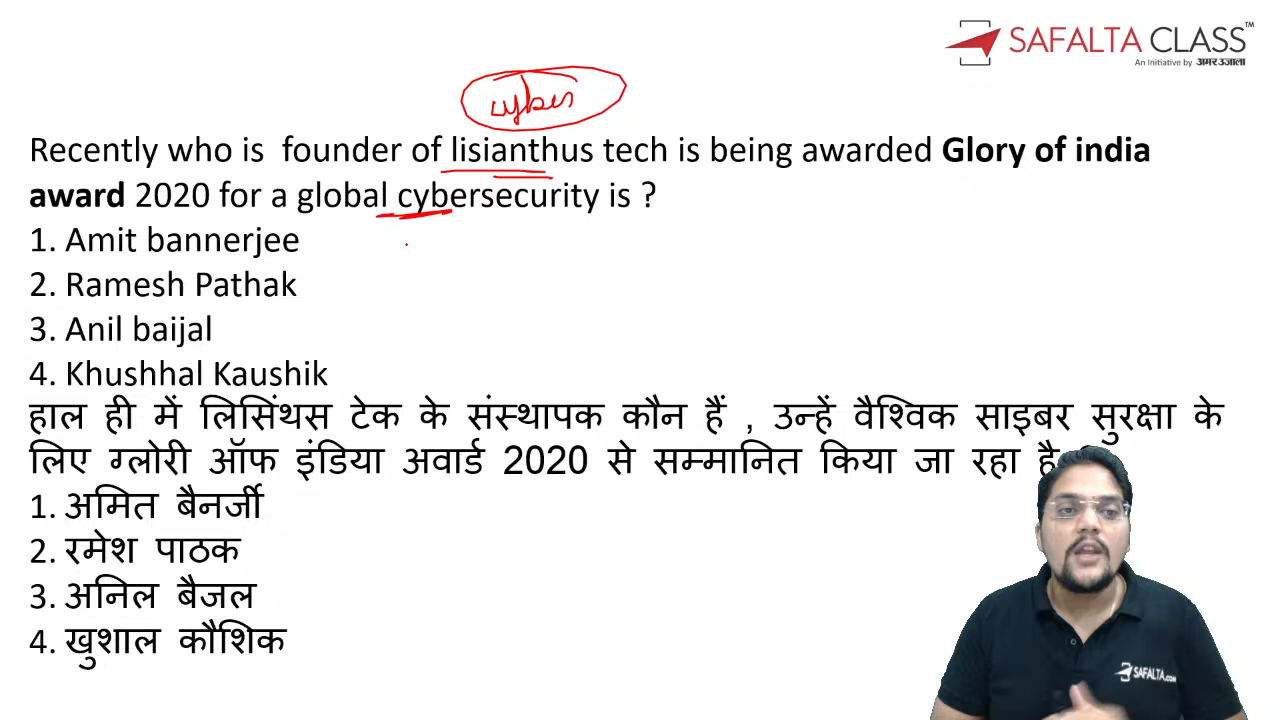 SAFALTA CLASS™
An Initiative by अमर उजाला
cyber
Recently who is founder of lisianthus tech is being awarded Glory of india
award 2020 for a global cybersecurity is ?
1. Amit bannerjee
2. Ramesh Pathak
3. Anil baijal
4. Khushhal Kaushik
हाल ही में लिसिंथस टेक के संस्थापक कौन हैं , उन्हें वैश्विक साइबर सुरक्षा के
लिए ग्लोरी ऑफ इंडिया अवार्ड 2020 से सम्मानित किया जा रहा है
1. अमित बैनर्जी
2. रमेश पाठक
3. अनिल बैजल
4. खुशाल कौशिक
SAFALTA.COM